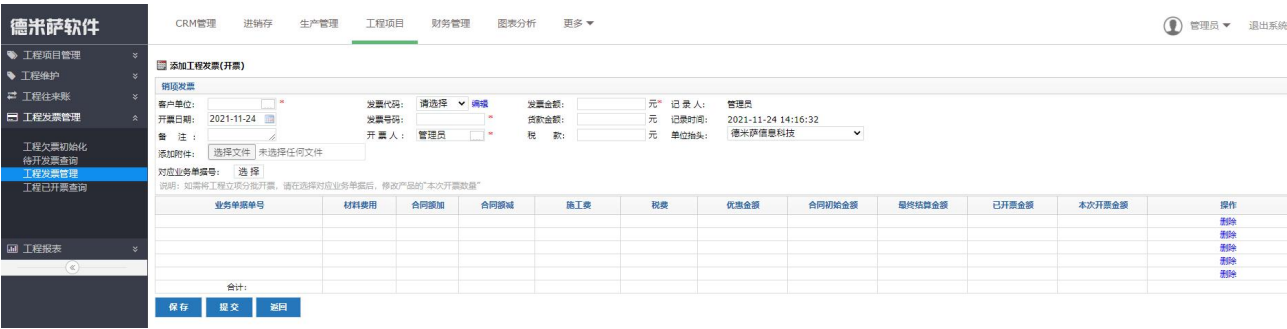 德米萨软件
CRM管理 进销存 生产管理 工程项目 财务管理 图表分析 更多
管理员 退出系统
工程项目管理
工程维护
工程往来账
工程发票管理
工程欠票初始化
待开发票查询
工程发票管理
工程已开票查询
工程报表
添加工程发票(开票)
销项发票
客户单位: * 发票代码: 请选择 编辑 发票金额: 元* 记 录 人: 管理员
开票日期: 2021-11-24 发票号码: * 货款金额: 元 记录时间: 2021-11-24 14:16:32
备 注: 开 票 人: 管理员 * 税 款: 元 单位抬头: 德米萨信息科技
添加附件: 选择文件 未选择任何文件
对应业务单据号: 选 择
说明: 如需将工程立项分批开票, 请在选择对应业务单据后, 修改产品的"本次开票数量"
业务单据单号 材料费用 合同额加 合同额减 施工费 税费 优惠金额 合同初始金额 最终结算金额 已开票金额 本次开票金额 操作
删除
删除
删除
删除
删除
合计:
保 存 提 交 返回